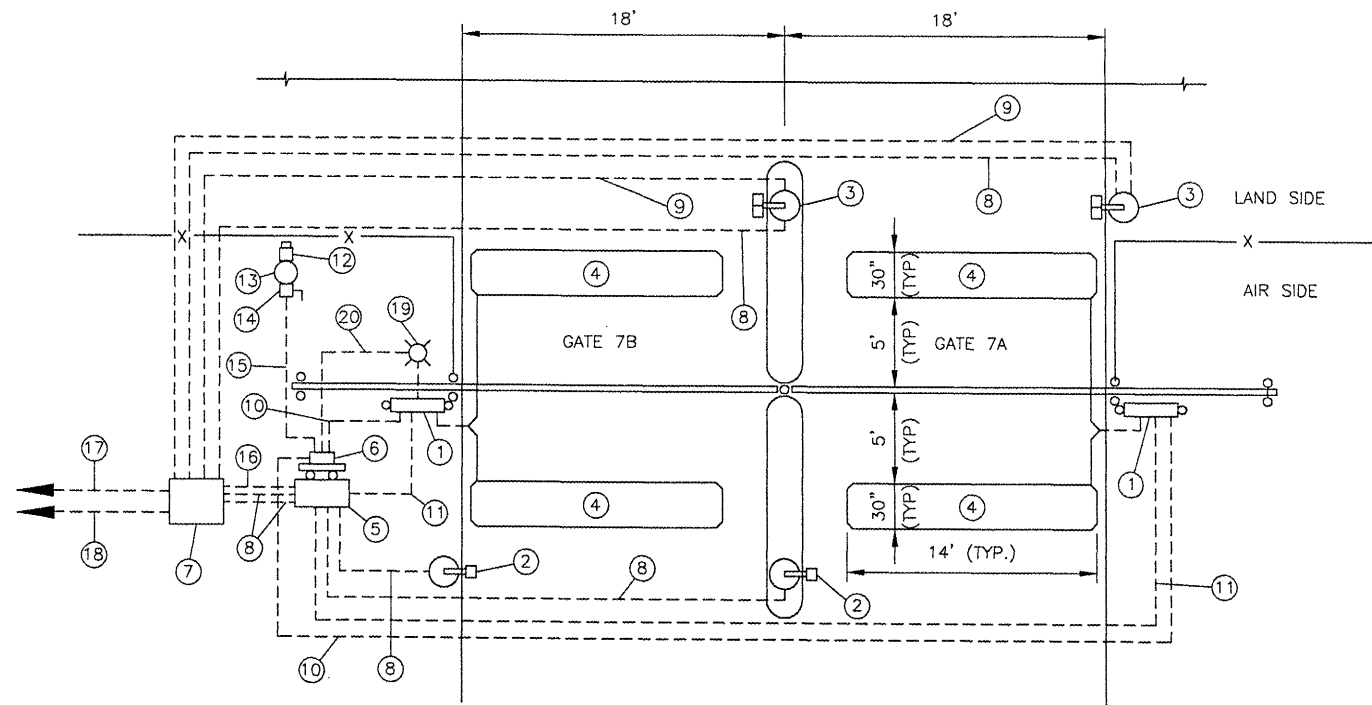 18' 18'
9
8
9 3 3 LAND SIDE
X X X
12
13 4 30" (TYP) 4
8 AIR SIDE
14
20 19
GATE 7B 5' (TYP) GATE 7A
15
10
6 1 5' (TYP) 1
17 16
4 30" (TYP) 4
5 11
18 8 14' (TYP.)
7 2
8 8 11
2
10 8